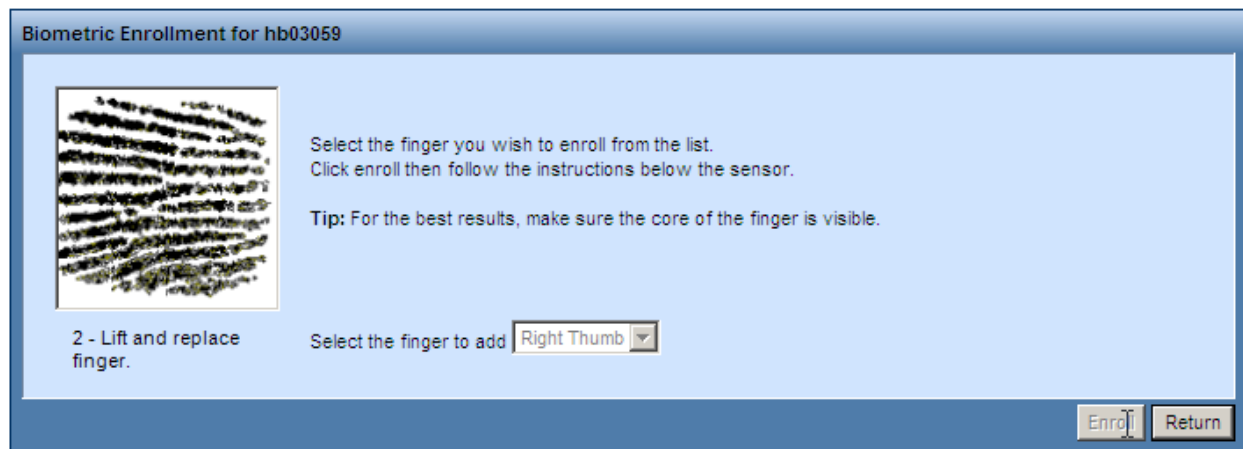 Biometric Enrollment for hb03059
Select the finger you wish to enroll from the list.
Click enroll then follow the instructions below the sensor.
Tip: For the best results, make sure the core of the finger is visible.
2 - Lift and replace
finger.
Select the finger to add Right Thumb
Enroll Return